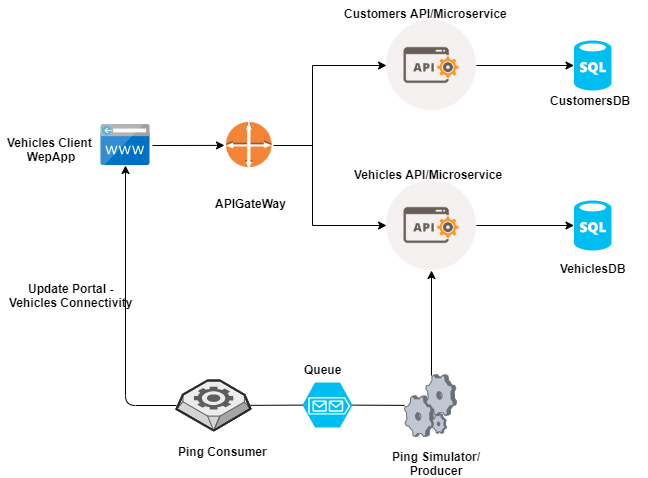 Customers API/Microservice
API
SQL
CustomersDB
Vehicles Client
WepApp
WWW
APIGateWay
Vehicles API/Microservice
API
SQL
VehiclesDB
Update Portal -
Vehicles Connectivity
Queue
Ping Consumer
Ping Simulator/
Producer